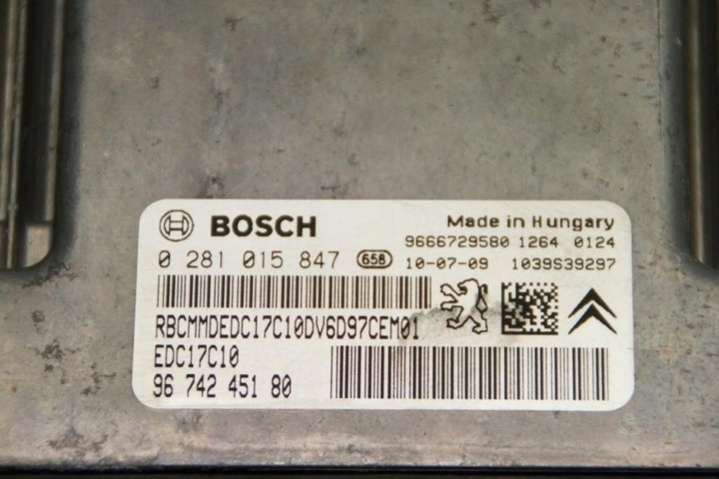 BOSCH Made in Hungary
9666729580 1264 0124
0 281 015 847 658 10-07-09 1039S39297
RBCMMDEDC17C10DV6D97CEM01
EDC17C10
96 742 451 80